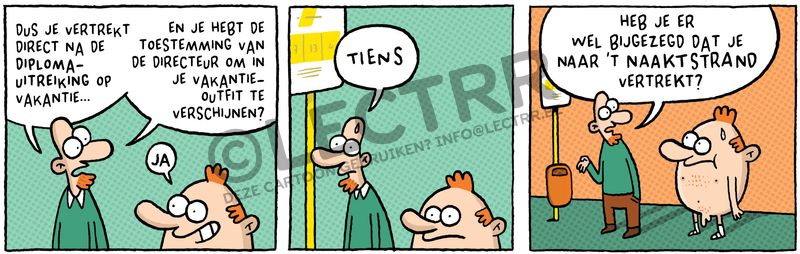 DUS JE VERTREKT
DIRECT NA DE
DIPLOMA-
UITREIKING OP
VAKANTIE...
EN JE HEBT DE
TOESTEMMING VAN
DE DIRECTEUR OM IN
JE VAKANTIE-
OUTFIT TE
VERSCHIJNEN?
JA
TIENS
HEB JE ER
WEL BIJGEZEGD DAT JE
NAAR 'T NAAKTSTRAND
VERTREKT?
© LECTRR
DEZE CARTOON GEBRUIKEN? INFO@LECTRR.BE